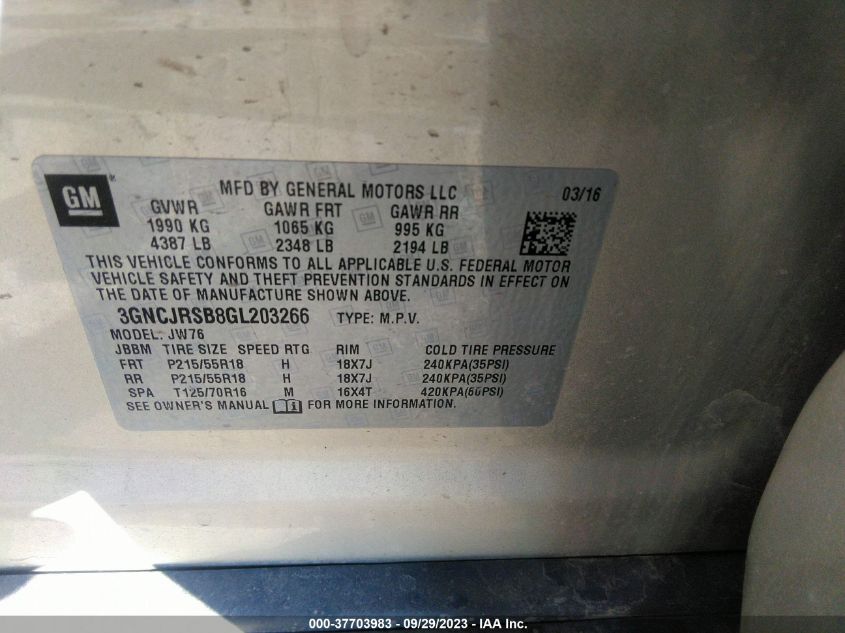 GM ®
MFD BY GENERAL MOTORS LLC 03/16
GVWR GAWR FRT GAWR RR
1990 KG 1065 KG 995 KG
4387 LB 2348 LB 2194 LB
THIS VEHICLE CONFORMS TO ALL APPLICABLE U.S. FEDERAL MOTOR
VEHICLE SAFETY AND THEFT PREVENTION STANDARDS IN EFFECT ON
THE DATE OF MANUFACTURE SHOWN ABOVE.
3GNCJRSB8GL203266 TYPE: M.P.V.
MODEL: JW76
JBBM TIRE SIZE SPEED RTG RIM COLD TIRE PRESSURE
FRT P215/55R18 H 18X7J 240KPA(35PSI)
RR P215/55R18 H 18X7J 240KPA(35PSI)
SPA T125/70R16 M 16X4T 420KPA(60PSI)
SEE OWNER'S MANUAL FOR MORE INFORMATION.
000-37703983 - 09/29/2023 - IAA Inc.